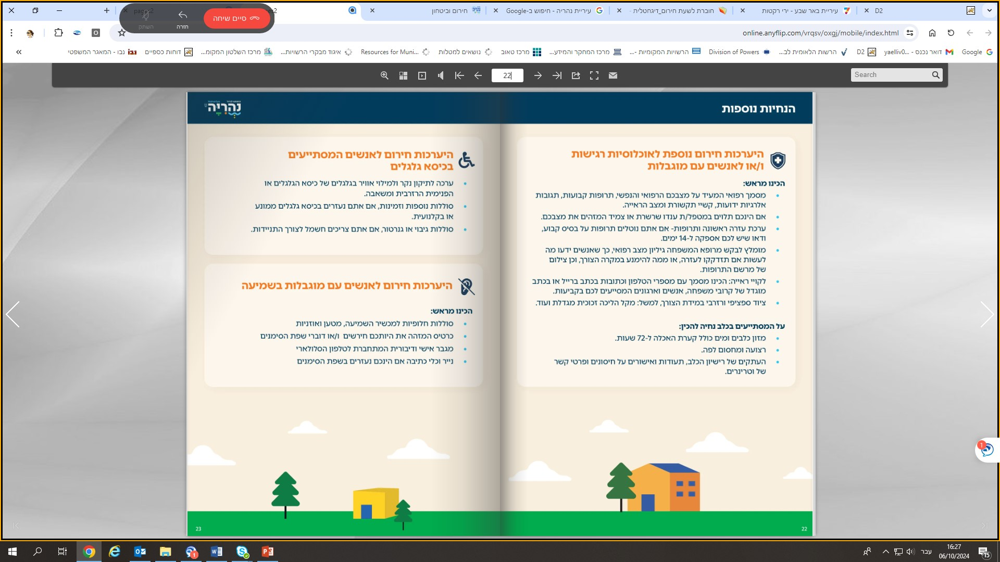 pages2
חירום וביטחון
עיריית נהריה - חיפוש ב-Google
חוברת לשעת חירום_דיגיטלית -
עיריית באר שבע - ירי רקטות
D2
השתק
חזרה
סיים שיחה
online.anyflip.com/vrqsv/oxgj/mobile/index.html
Google
דואר נכנס - yaelliv0...
D2
הרשות הלאומית לב...
Division of Powers
הרשויות המקומיות -...
מרכז המחקר והמידע...
מרכז טאוב
Resources for Muni...
נושאים למטלות
איגוד מבקרי הרשויות...
מרכז השלטון המקומ...
דוחות כספיים
נבו - המאגר המשפטי
22
Search
הנחיות נוספות
נהריה
היערכות חירום נוספת לאוכלוסיות רגישות
ו/או לאנשים עם מוגבלות
הכינו מראש:
מסמך רפואי המעיד על מצבכם הרפואי והנפשי, תרופות קבועות, תגובות
אלרגיות ידועות, קשיי תקשורת ומצב הראייה.
אם הינכם תלוים במטפל/ת ענדו שרשרת או צמיד המזהים את מצבכם.
ערכת עזרה ראשונה ותרופות- אם אתם נוטלים תרופות על בסיס קבוע,
ודאו שיש לכם אספקה ל-14 ימים.
מומלץ לבקש מרופא המשפחה גיליון מצב רפואי, כך שאנשים ידעו מה
לעשות אם תזדקקו לעזרה, או ממה להימנע במקרה הצורך, וכן צילום
של מרשם התרופות.
לקויי ראייה: הכינו מסמך עם מספרי הטלפון וכתובות בכתב ברייל או בכתב
מוגדל של קרובי משפחה, אנשים וארגונים המסייעים לכם בקביעות.
ציוד ספציפי ורזרבי במידת הצורך, למשל: מקל הליכה זכוכית מגדלת ועוד.
על המסתייעים בכלב נחיה להכין:
מזון כלבים ומים כולל קערת האכלה ל-72 שעות.
רצועה ומחסום לפה.
העתקים של רישיון הכלב, תעודות ואישורים על חיסונים ופרטי קשר
של וטרינרים.
22
היערכות חירום לאנשים המסתייעים
בכיסא גלגלים
ערכה לתיקון נקר ולמילוי אוויר בגלגלים של כיסא הגלגלים או
הפנימית הרזרבית ומשאבה.
סוללות נוספות וזמינות, אם אתם נעזרים בכיסא גלגלים ממונע
או בקלנועית.
סוללות גיבוי או גנרטור, אם אתם צריכים חשמל לצורך התניידות.
היערכות חירום לאנשים עם מוגבלות בשמיעה
הכינו מראש:
סוללות חלופיות למכשיר השמיעה, מטען ואוזניות
כרטיס המזהה את היותכם חירשים ו/או דוברי שפת הסימנים
מגבר אישי ודיבורית המתחברת לטלפון הסלולארי
נייר וכלי כתיבה אם הינכם נעזרים בשפת הסימנים
23
1
1
עבר
16:27
06/10/2024
15